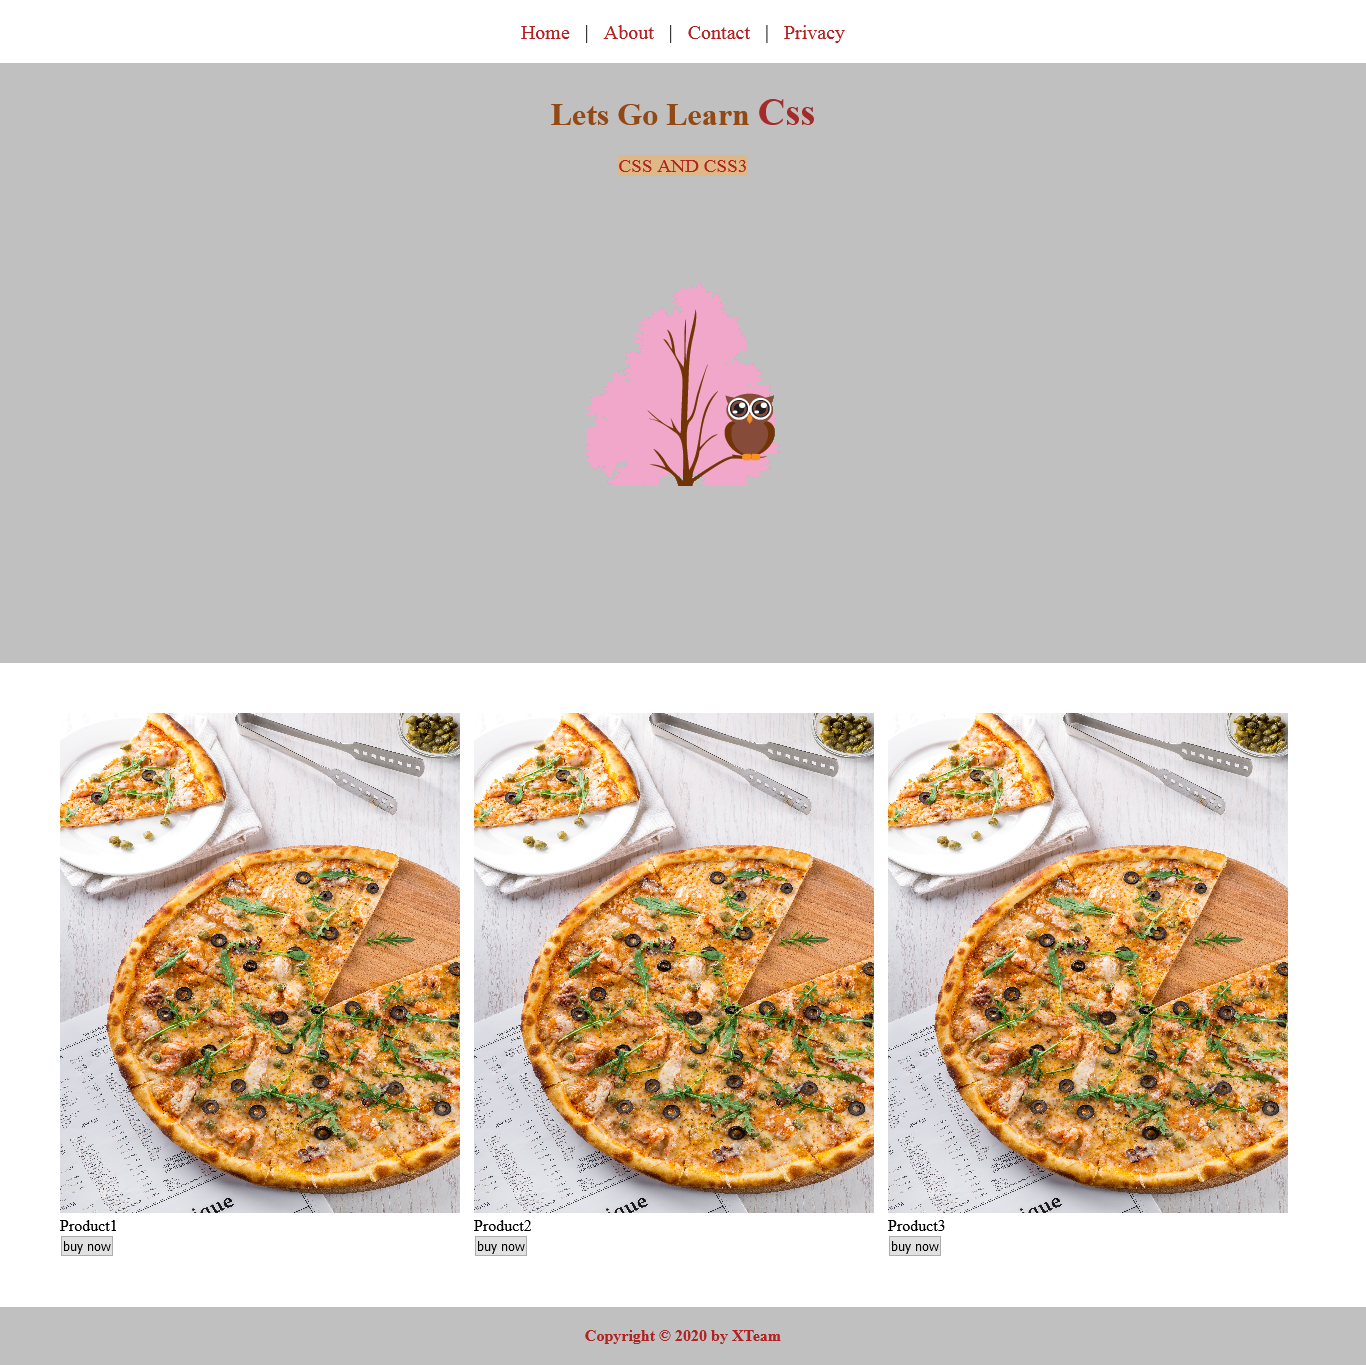 Home | About | Contact | Privacy
Lets Go Learn Css
CSS AND CSS3
Product1
buy now
Product2
buy now
Product3
buy now
Copyright © 2020 by XTeam